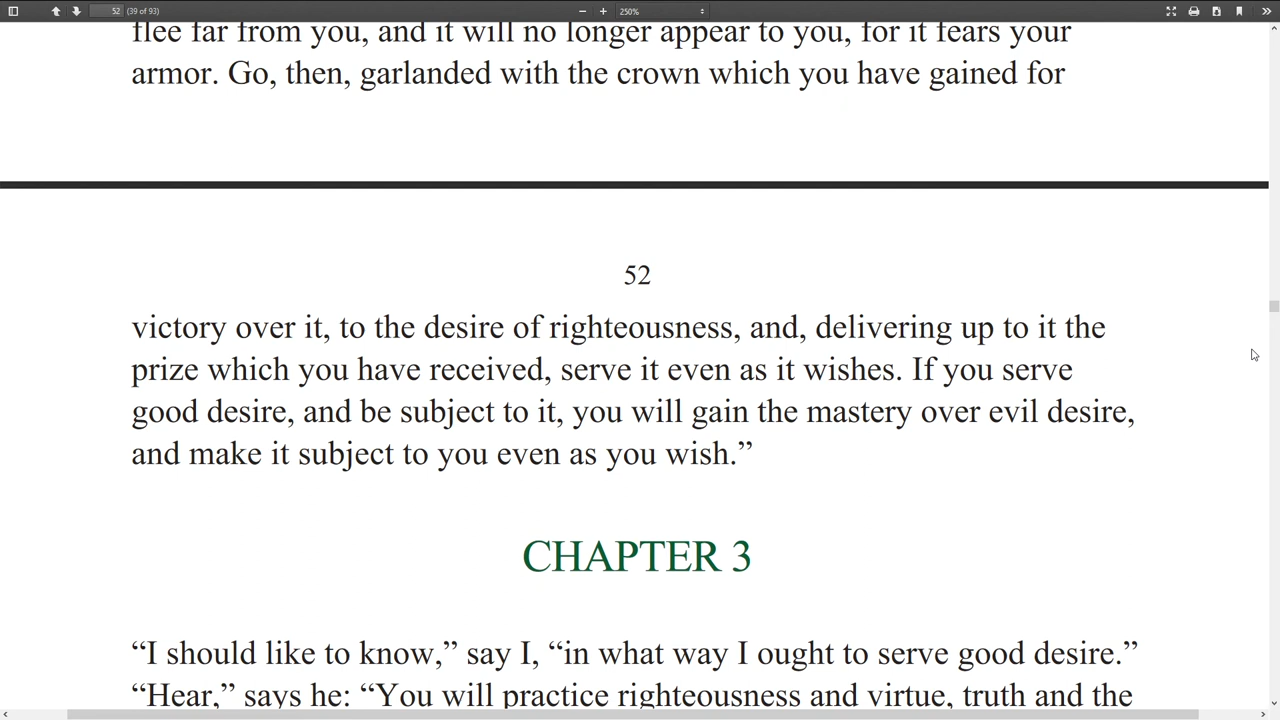 52 (39 of 93) 250%
flee far from you, and it will no longer appear to you, for it fears your
armor. Go, then, garlanded with the crown which you have gained for
52
victory over it, to the desire of righteousness, and, delivering up to it the
prize which you have received, serve it even as it wishes. If you serve
good desire, and be subject to it, you will gain the mastery over evil desire,
and make it subject to you even as you wish.”
CHAPTER 3
“I should like to know,” say I, “in what way I ought to serve good desire.”
“Hear,” says he: “You will practice righteousness and virtue, truth and the